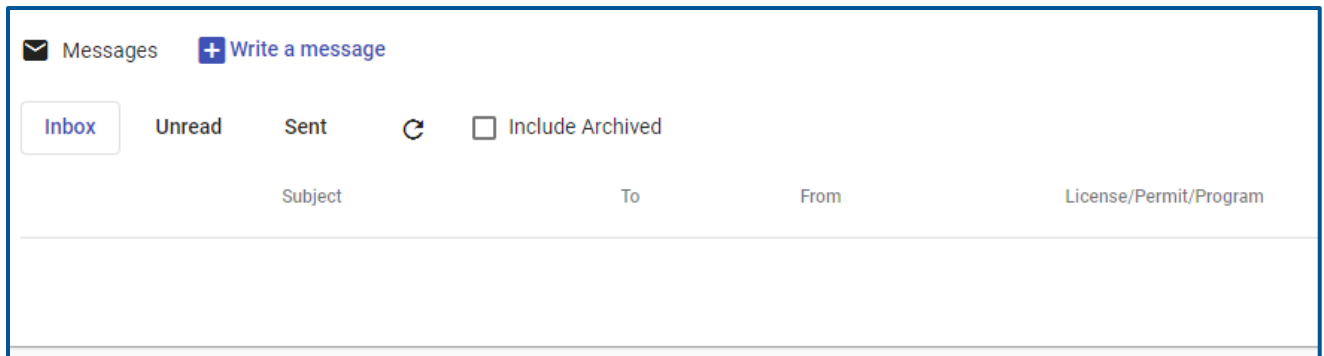 Messages Write a message
Inbox Unread Sent Include Archived
Subject To From License/Permit/Program